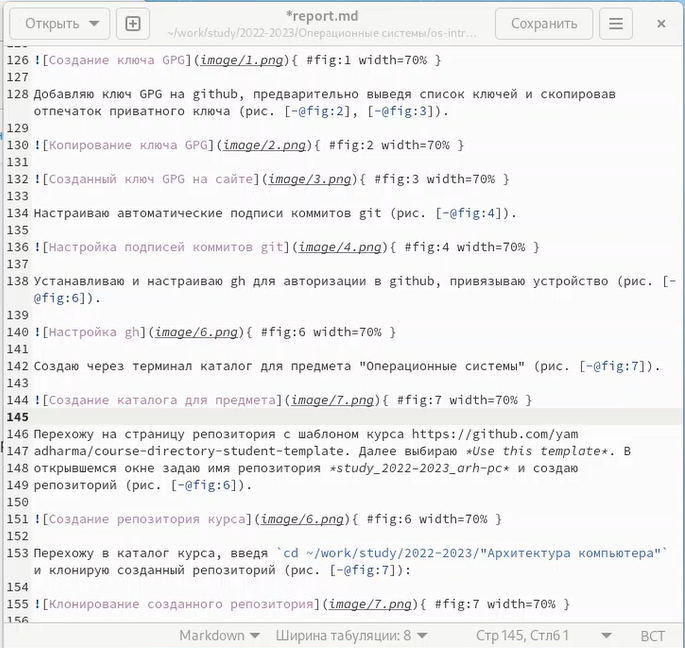 Открыть
*report.md
~/work/study/2022-2023/Операционные системы/os-intr…
Сохранить
126 ![Создание ключа GPG](image/1.png){ #fig:1 width=70% }
127
128 Добавляю ключ GPG на github, предварительно выведя список ключей и скопировав
отпечаток приватного ключа (рис. [-@fig:2], [-@fig:3]).
129
130 ![Копирование ключа GPG](image/2.png){ #fig:2 width=70% }
131
132 ![Созданный ключ GPG на сайте](image/3.png){ #fig:3 width=70% }
133
134 Настраиваю автоматические подписи коммитов git (рис. [-@fig:4]).
135
136 ![Настройка подписей коммитов git](image/4.png){ #fig:4 width=70% }
137
138 Устанавливаю и настраиваю gh для авторизации в github, привязываю устройство (рис. [-
@fig:6]).
139
140 ![Настройка gh](image/6.png){ #fig:6 width=70% }
141
142 Создаю через терминал каталог для предмета "Операционные системы" (рис. [-@fig:7]).
143
144 ![Создание каталога для предмета](image/7.png){ #fig:7 width=70% }
145
146 Перехожу на страницу репозитория с шаблоном курса https://github.com/yam
147 adharma/course-directory-student-template. Далее выбираю *Use this template*. В
148 открывшемся окне задаю имя репозитория *study_2022–2023_arh-pc* и создаю
149 репозиторий (рис. [-@fig:6]).
150
151 ![Создание репозитория курса](image/6.png){ #fig:6 width=70% }
152
153 Перехожу в каталог курса, введя `cd ~/work/study/2022-2023/"Архитектура компьютера"`
и клонирую созданный репозиторий (рис. [-@fig:7]):
154
155 ![Клонирование созданного репозитория](image/7.png){ #fig:7 width=70% }
156
Markdown
Ширина табуляции: 8
Стр 145, Стлб 1
ВСТ